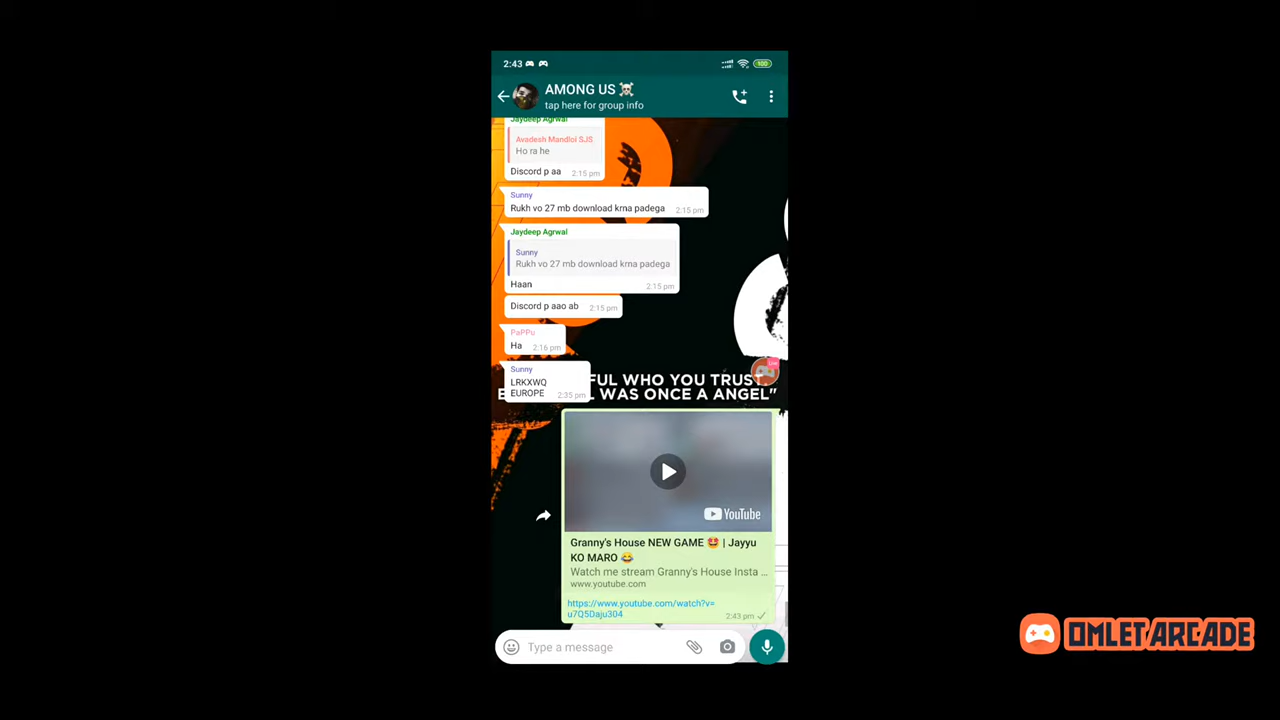 2:43
100
AMONG US ☠️
tap here for group info
Jaydeep Agrwal
Avadesh Mandloi SJS
Ho ra he
Discord p aa 2:15 pm
Sunny
Rukh vo 27 mb download krna padega 2:15 pm
Jaydeep Agrwal
Sunny
Rukh vo 27 mb download krna padega
Haan 2:15 pm
Discord p aao ab 2:15 pm
PaPPu
Ha 2:16 pm
Sunny
LRKXWQ
EUROPE 2:35 pm
FUL WHO YOU TRUST,
WAS ONCE A ANGEL"
YouTube
Granny's House NEW GAME 🤩 | Jayyu
KO MARO 😂
Watch me stream Granny's House Insta ...
www.youtube.com
https://www.youtube.com/watch?v=
u7Q5Daju304 2:43 pm
Type a message
OMLET ARCADE